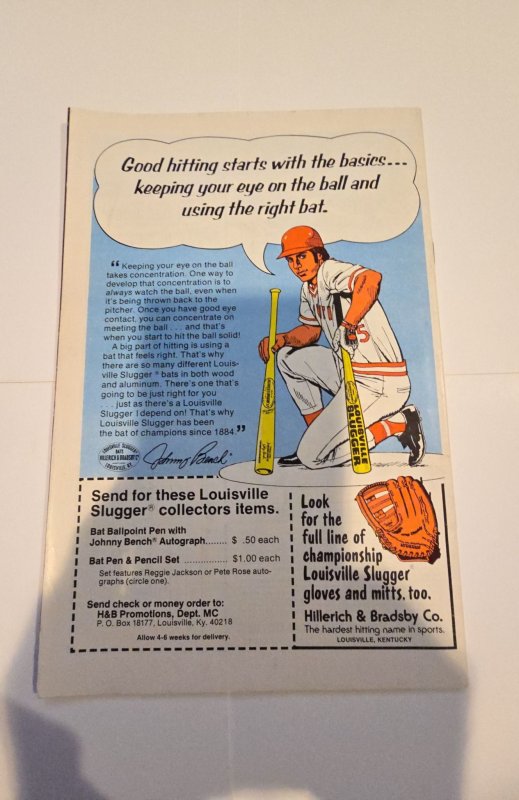 Good hitting starts with the basics...
keeping your eye on the ball and
using the right bat.
“Keeping your eye on the ball
takes concentration. One way to
develop that concentration is to
always watch the ball, even when
it's being thrown back to the
pitcher. Once you have good eye
contact, you can concentrate on
meeting the ball . . . and that's
when you start to hit the ball solid!
A big part of hitting is using a
bat that feels right. That's why
there are so many different Louis-
ville Slugger® bats in both wood
and aluminum. There's one that's
going to be just right for you
. . . just as there's a Louisville
Slugger I depend on! That's why
Louisville Slugger has been
the bat of champions since 1884.”
LOUISVILLE SLUGGER
BATS
HILLERICH & BRADSBY CO
LOUISVILLE, KY.
Johnny Bench
5
LOUISVILLE
SLUGGER
Send for these Louisville
Slugger® collectors items.
Bat Ballpoint Pen with
Johnny Bench Autograph....... $ .50 each
Bat Pen & Pencil Set ................ $1.00 each
Set features Reggie Jackson or Pete Rose auto-
graphs (circle one).
Send check or money order to:
H&B Promotions, Dept. MC
P. O. Box 18177, Louisville, Ky. 40218
Allow 4-6 weeks for delivery.
Look
for the
full line of
championship
Louisville Slugger
gloves and mitts, too.
Hillerich & Bradsby Co.
The hardest hitting name in sports.
LOUISVILLE, KENTUCKY